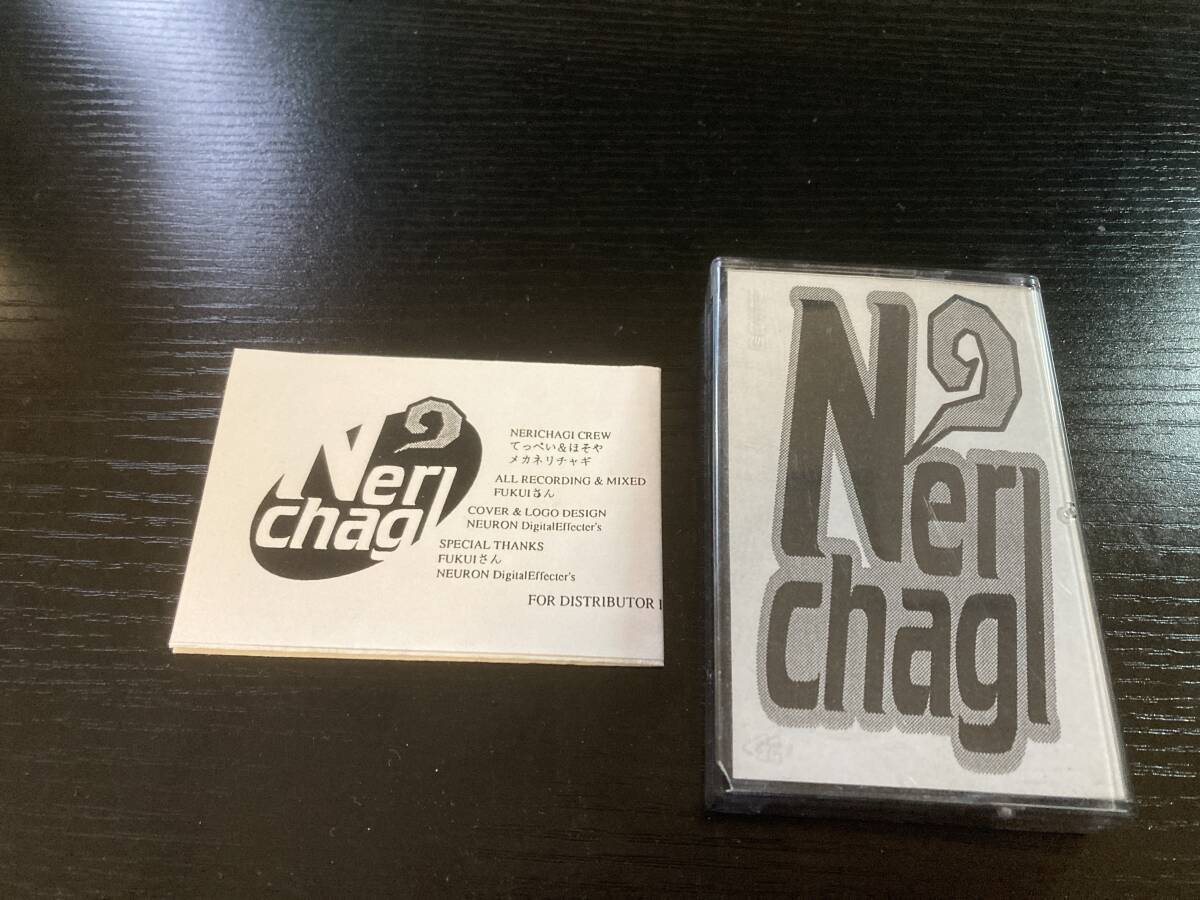 Neri
chagi
NERICHAGI CREW
てっぺい&ほそや
メカネリチャギ
ALL RECORDING & MIXED
FUKUIさん
COVER & LOGO DESIGN
NEURON DigitalEffecter's
SPECIAL THANKS
FUKUIさん
NEURON DigitalEffecter's
FOR DISTRIBUTOR
Neri
chagi